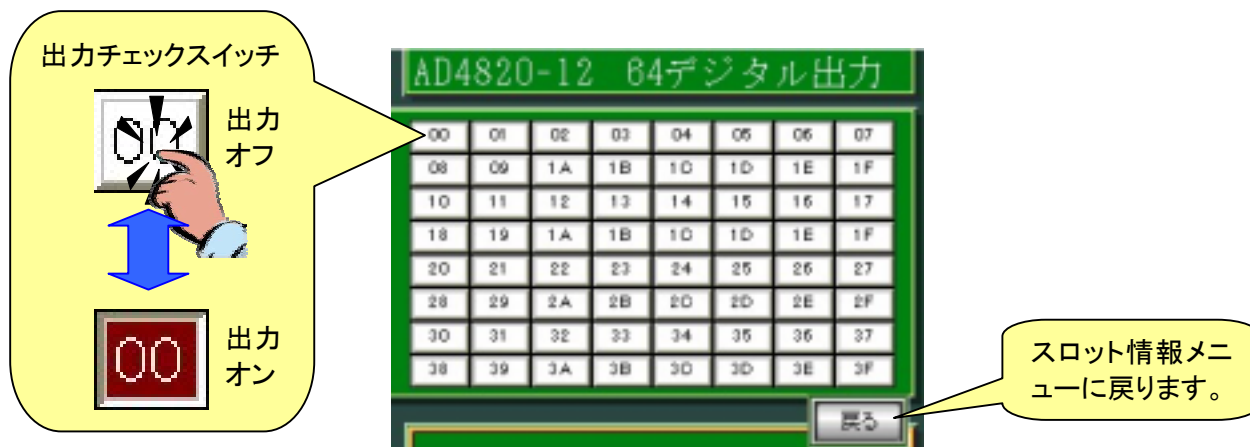 出力チェックスイッチ
出力
オフ
00
出力
オン
AD4820-12 64デジタル出力
00 01 02 03 04 05 06 07
08 09 1A 1B 1C 1D 1E 1F
10 11 12 13 14 15 16 17
18 19 1A 1B 1C 1D 1E 1F
20 21 22 23 24 25 26 27
28 29 2A 2B 2C 2D 2E 2F
30 31 32 33 34 35 36 37
38 39 3A 3B 3C 3D 3E 3F
戻る
スロット情報メニ
ューに戻ります。